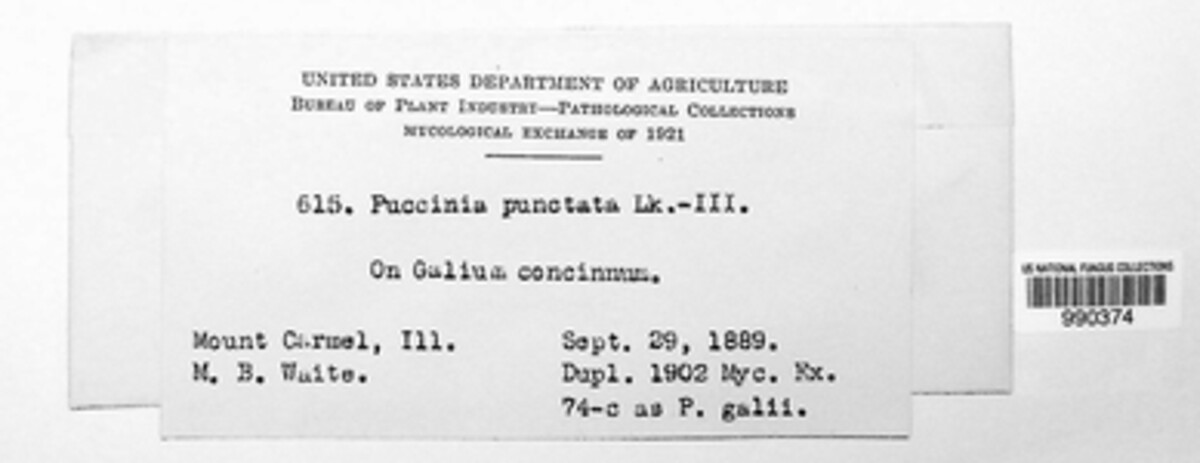 UNITED STATES DEPARTMENT OF AGRICULTURE
BUREAU OF PLANT INDUSTRY—PATHOLOGICAL COLLECTIONS
MYCOLOGICAL EXCHANGE OF 1921
615. Puccinia punctata Lk.-III.
On Galium concinnum.
Mount Carmel, Ill.
Sept. 29, 1889.
M. B. Waite.
Dupl. 1902 Myc. Ex.
74-c as P. galii.
US NATIONAL FUNGUS COLLECTIONS
990374